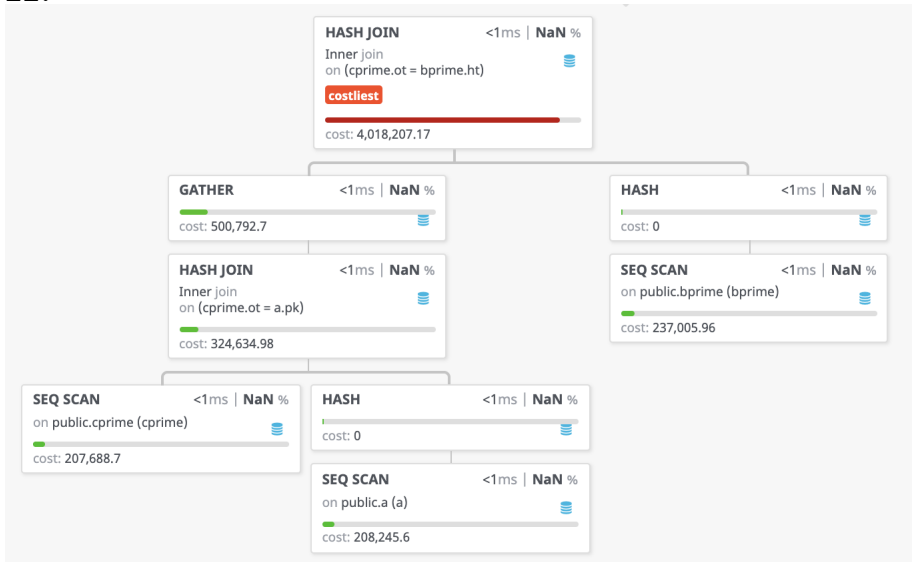 HASH JOIN <1ms | NaN %
Inner join
on (cprime.ot = bprime.ht)
costliest
cost: 4,018,207.17
GATHER <1ms | NaN %
cost: 500,792.7
HASH <1ms | NaN %
cost: 0
HASH JOIN <1ms | NaN %
Inner join
on (cprime.ot = a.pk)
cost: 324,634.98
SEQ SCAN <1ms | NaN %
on public.bprime (bprime)
cost: 237,005.96
SEQ SCAN <1ms | NaN %
on public.cprime (cprime)
cost: 207,688.7
HASH <1ms | NaN %
cost: 0
SEQ SCAN <1ms | NaN %
on public.a (a)
cost: 208,245.6